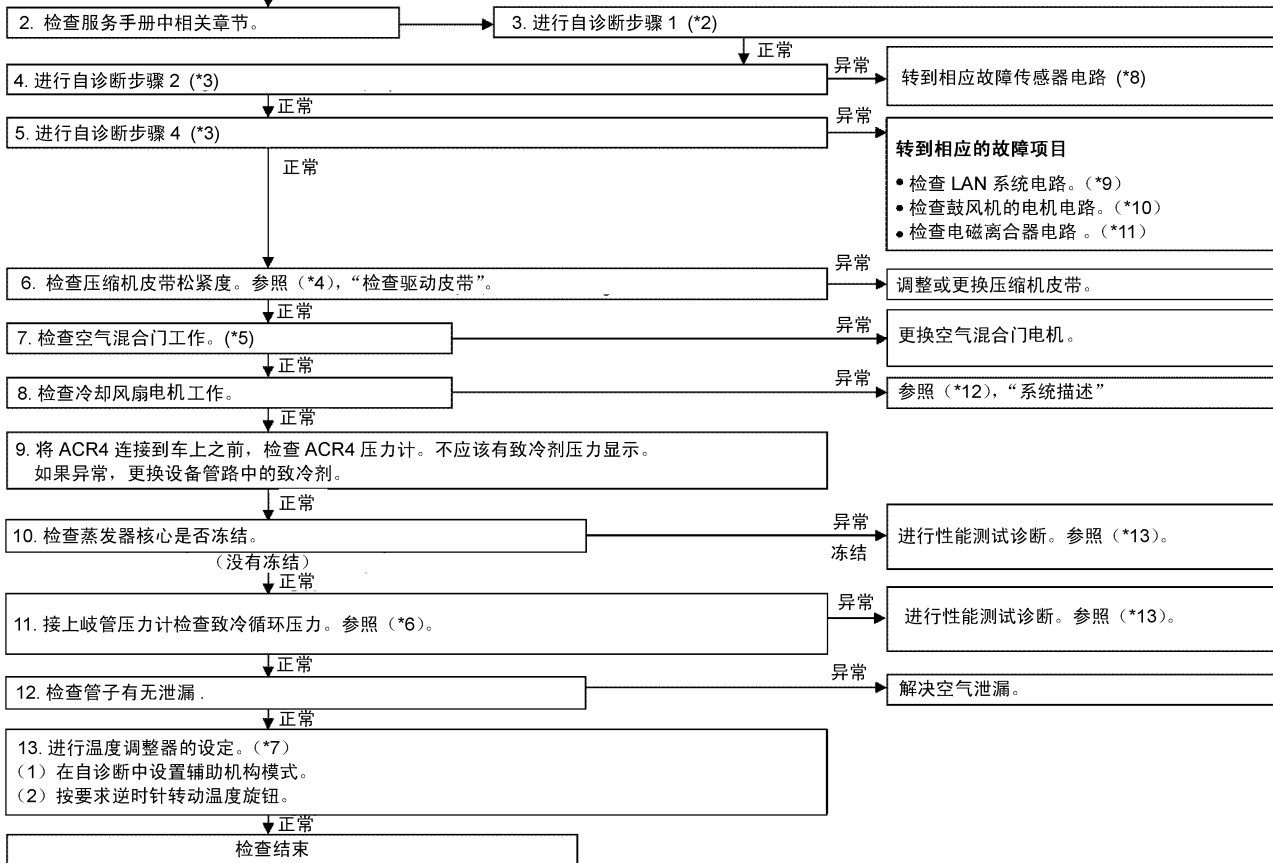 2. 检查服务手册中相关章节。
3. 进行自诊断步骤 1 (*2)
正常
4. 进行自诊断步骤 2 (*3)
异常
转到相应故障传感器电路 (*8)
正常
5. 进行自诊断步骤 4 (*3)
异常
转到相应的故障项目
• 检查 LAN 系统电路。（*9）
• 检查鼓风机的电机电路。（*10）
• 检查电磁离合器电路 。（*11）
正常
6. 检查压缩机皮带松紧度。参照（*4），“检查驱动皮带”。
异常
调整或更换压缩机皮带。
正常
7. 检查空气混合门工作。(*5)
异常
更换空气混合门电机。
正常
8. 检查冷却风扇电机工作。
异常
参照（*12），“系统描述”
正常
9. 将 ACR4 连接到车上之前，检查 ACR4 压力计。不应该有致冷剂压力显示。
如果异常，更换设备管路中的致冷剂。
正常
10. 检查蒸发器核心是否冻结。
异常
冻结
进行性能测试诊断。参照（*13）。
（没有冻结）
正常
11. 接上岐管压力计检查致冷循环压力。参照（*6）。
异常
进行性能测试诊断。参照（*13）。
正常
12. 检查管子有无泄漏 .
异常
解决空气泄漏。
正常
13. 进行温度调整器的设定。（*7）
（1）在自诊断中设置辅助机构模式。
（2）按要求逆时针转动温度旋钮。
正常
检查结束